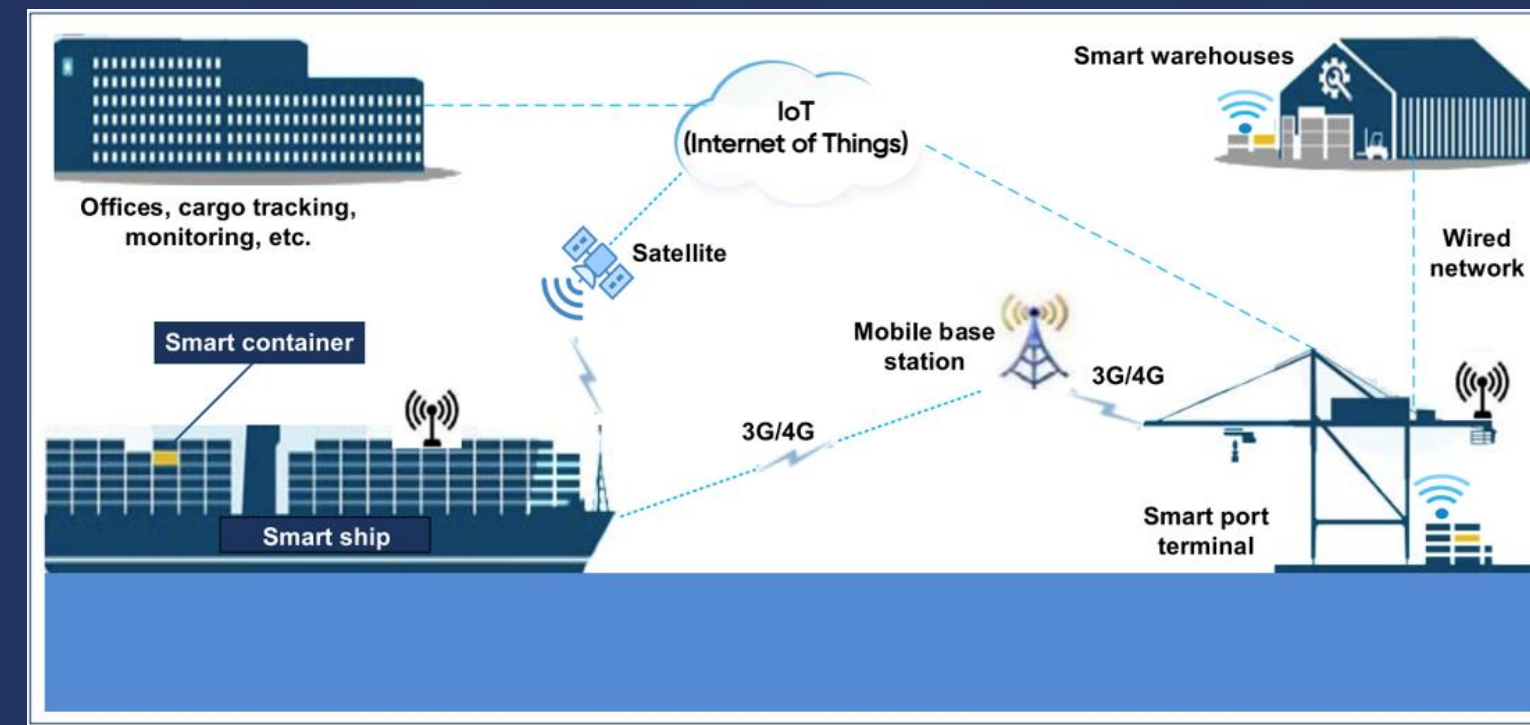 Smart warehouses
IoT
(Internet of Things)
Offices, cargo tracking,
monitoring, etc.
Satellite
Wired
network
Smart container
Mobile base
station
3G/4G
3G/4G
Smart ship
Smart port
terminal